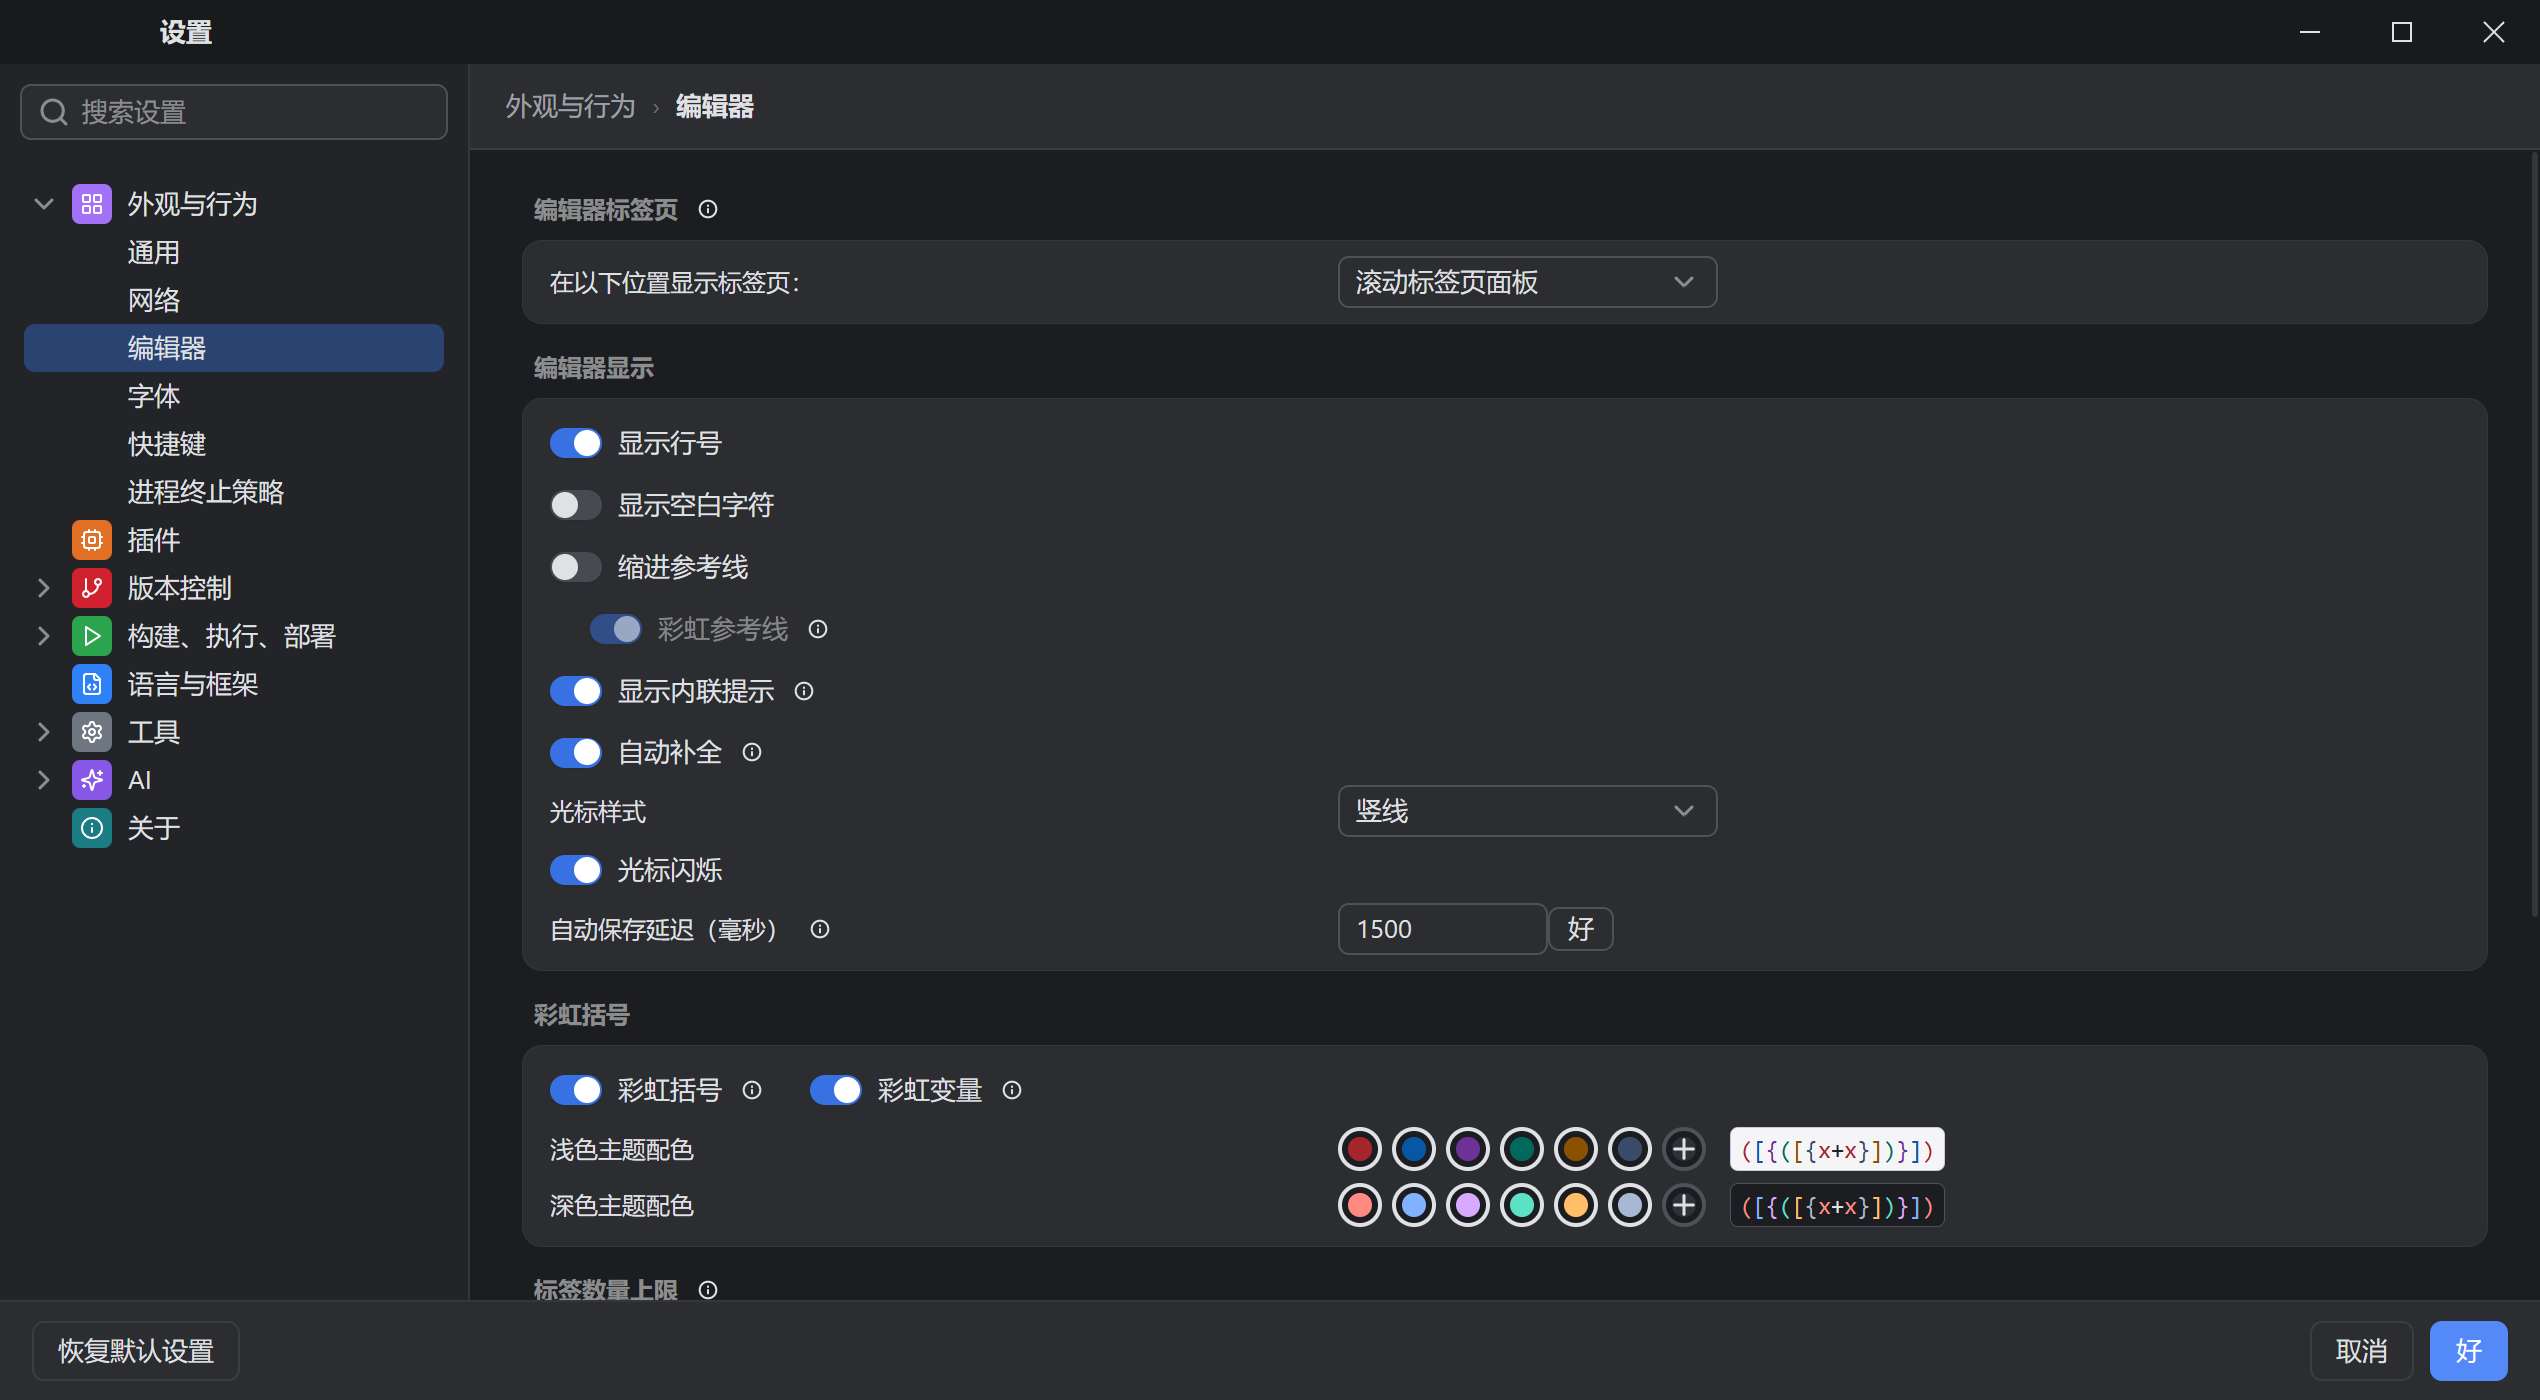 设置
搜索设置
外观与行为
通用
网络
编辑器
字体
快捷键
进程终止策略
插件
版本控制
构建、执行、部署
语言与框架
工具
AI
关于
外观与行为 › 编辑器
编辑器标签页
在以下位置显示标签页: 滚动标签页面板
编辑器显示
显示行号
显示空白字符
缩进参考线
彩虹参考线
显示内联提示
自动补全
光标样式 竖线
光标闪烁
自动保存延迟（毫秒） 1500 好
彩虹括号
彩虹括号 彩虹变量
浅色主题配色 ([{([{x+x}])}])
深色主题配色 ([{([{x+x}])}])
标签数量上限
恢复默认设置 取消 好